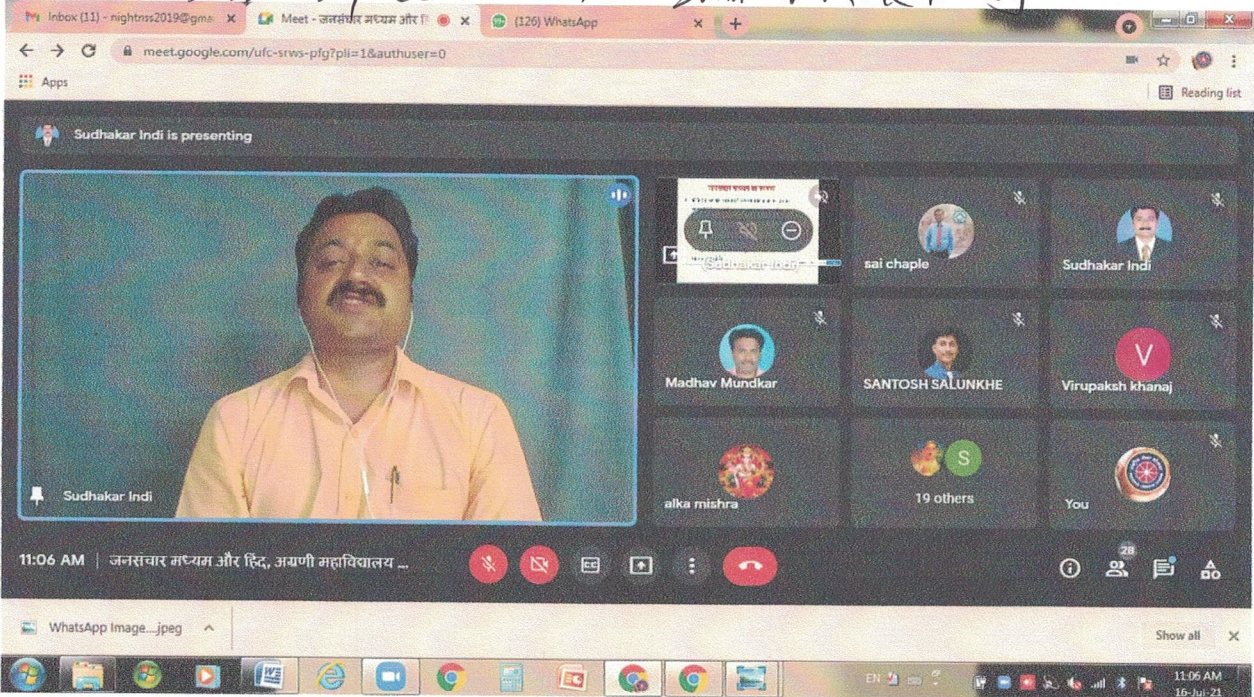 Inbox (11) - nightnss2019@gma
Meet - जनसंचार मध्यम और हिं
(126) WhatsApp
meet.google.com/ufc-srws-pfg?pli=1&authuser=0
Apps
Reading list
Sudhakar Indi is presenting
Sudhakar Indi
(Sudhakar Indi)
sai chaple
Sudhakar Indi
Madhav Mundkar
SANTOSH SALUNKHE
V
Virupaksh khanaj
alka mishra
S
19 others
You
11:06 AM | जनसंचार मध्यम और हिंद, अग्रणी महाविद्यालय ...
CC
28
WhatsApp Image....jpeg
Show all
EN
11:06 AM
16-Jul-21